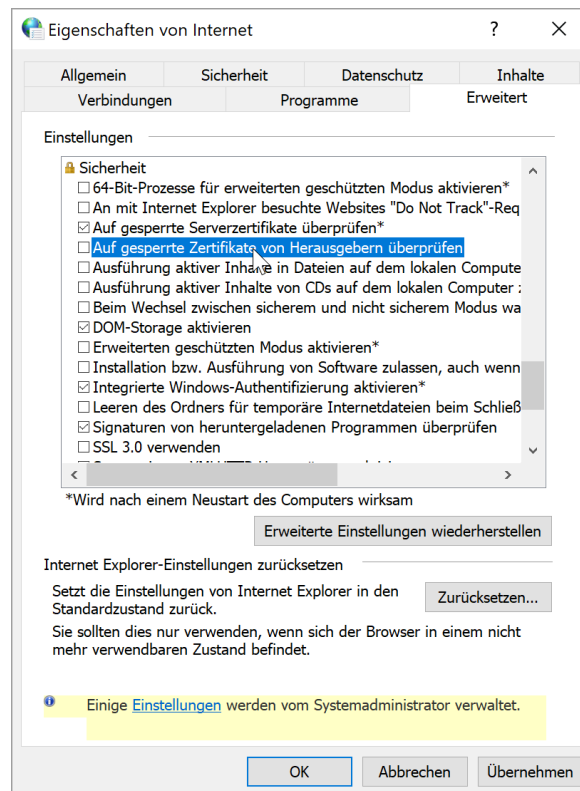 Eigenschaften von Internet
?
Allgemein Sicherheit Datenschutz Inhalte
Verbindungen Programme Erweitert
Einstellungen
Sicherheit
64-Bit-Prozesse für erweiterten geschützten Modus aktivieren*
An mit Internet Explorer besuchte Websites "Do Not Track"-Req
Auf gesperrte Serverzertifikate überprüfen*
Auf gesperrte Zertifikate von Herausgebern überprüfen
Ausführung aktiver Inhalte in Dateien auf dem lokalen Compute
Ausführung aktiver Inhalte von CDs auf dem lokalen Computer :
Beim Wechsel zwischen sicherem und nicht sicherem Modus wa
DOM-Storage aktivieren
Erweiterten geschützten Modus aktivieren*
Installation bzw. Ausführung von Software zulassen, auch wenn
Integrierte Windows-Authentifizierung aktivieren*
Leeren des Ordners für temporäre Internetdateien beim Schließ
Signaturen von heruntergeladenen Programmen überprüfen
SSL 3.0 verwenden
*Wird nach einem Neustart des Computers wirksam
Erweiterte Einstellungen wiederherstellen
Internet Explorer-Einstellungen zurücksetzen
Setzt die Einstellungen von Internet Explorer in den
Standardzustand zurück.
Zurücksetzen...
Sie sollten dies nur verwenden, wenn sich der Browser in einem nicht
mehr verwendbaren Zustand befindet.
Einige Einstellungen werden vom Systemadministrator verwaltet.
OK Abbrechen Übernehmen